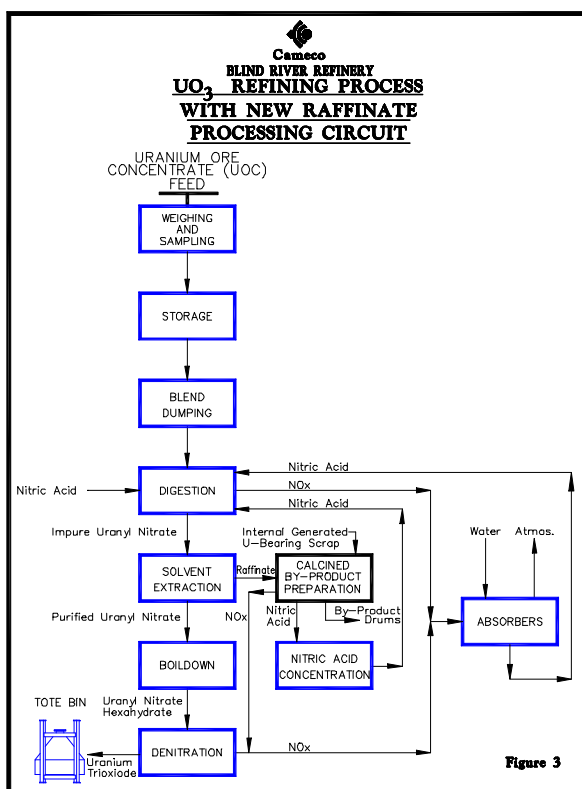 Cameco
BLIND RIVER REFINERY
UO3 REFINING PROCESS
WITH NEW RAFFINATE
PROCESSING CIRCUIT
URANIUM ORE
CONCENTRATE (UOC)
FEED
WEIGHING
AND
SAMPLING
STORAGE
BLEND
DUMPING
Nitric Acid
Nitric Acid
DIGESTION
NOx
Nitric Acid
Impure Uranyl Nitrate
Internal Generated
U-Bearing Scrap
Water
Atmos.
SOLVENT
EXTRACTION
Raffinate
CALCINED
BY-PRODUCT
PREPARATION
Purified Uranyl Nitrate
NOx
Nitric
Acid
By-Product
Drums
ABSORBERS
BOILDOWN
NITRIC ACID
CONCENTRATION
TOTE BIN
Uranyl Nitrate
Hexahydrate
DENITRATION
NOx
Uranium
Trioxiode
Figure 3